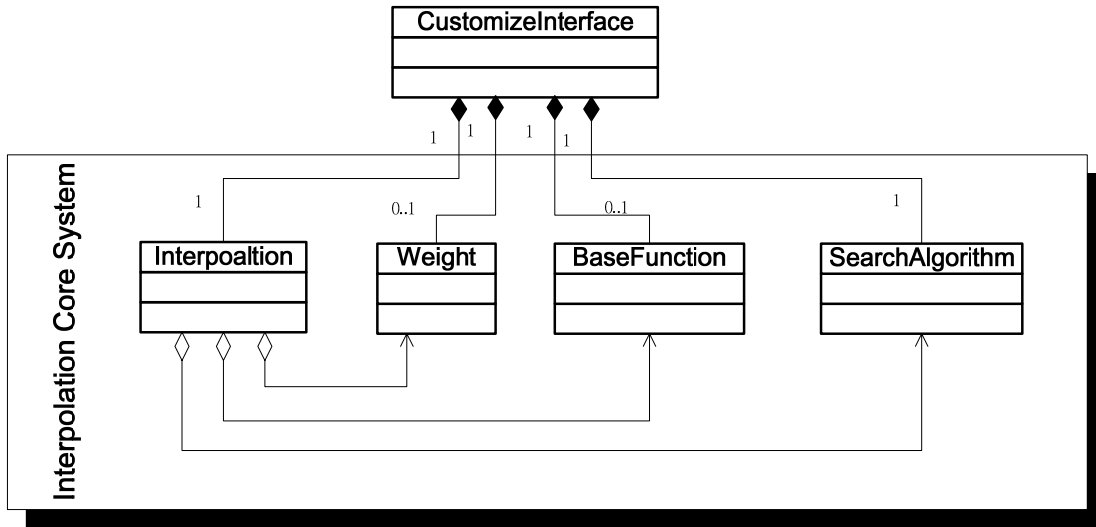 CustomizeInterface
1
1
1
1
Interpolation Core System
1
0..1
0..1
1
Interpoaltion
Weight
BaseFunction
SearchAlgorithm